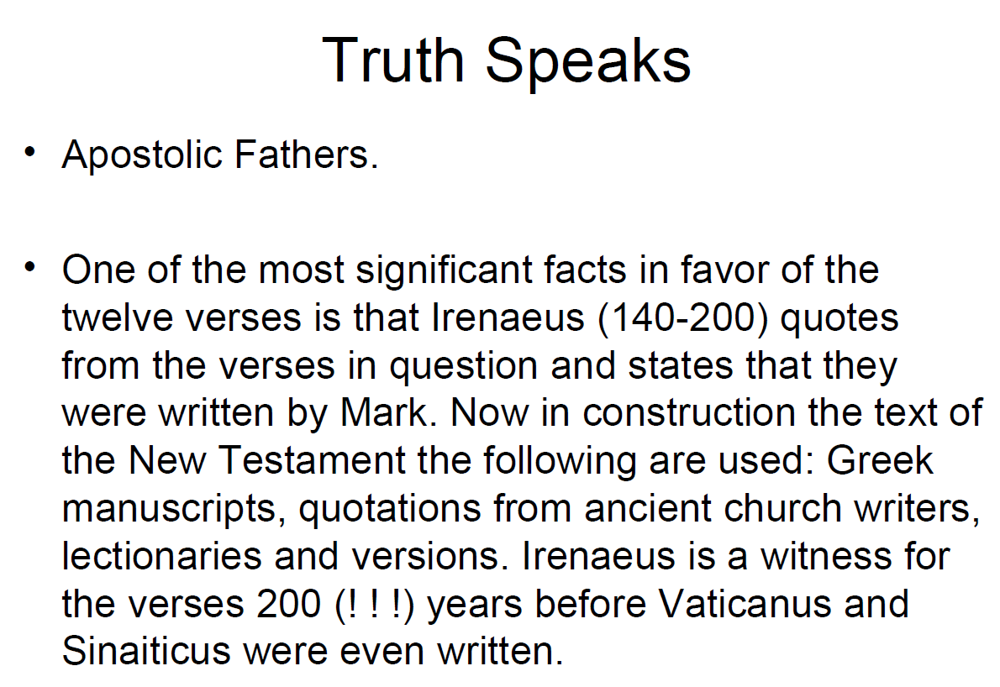 Truth Speaks
• Apostolic Fathers.
• One of the most significant facts in favor of the
twelve verses is that Irenaeus (140-200) quotes
from the verses in question and states that they
were written by Mark. Now in construction the text of
the New Testament the following are used: Greek
manuscripts, quotations from ancient church writers,
lectionaries and versions. Irenaeus is a witness for
the verses 200 (! ! !) years before Vaticanus and
Sinaiticus were even written.